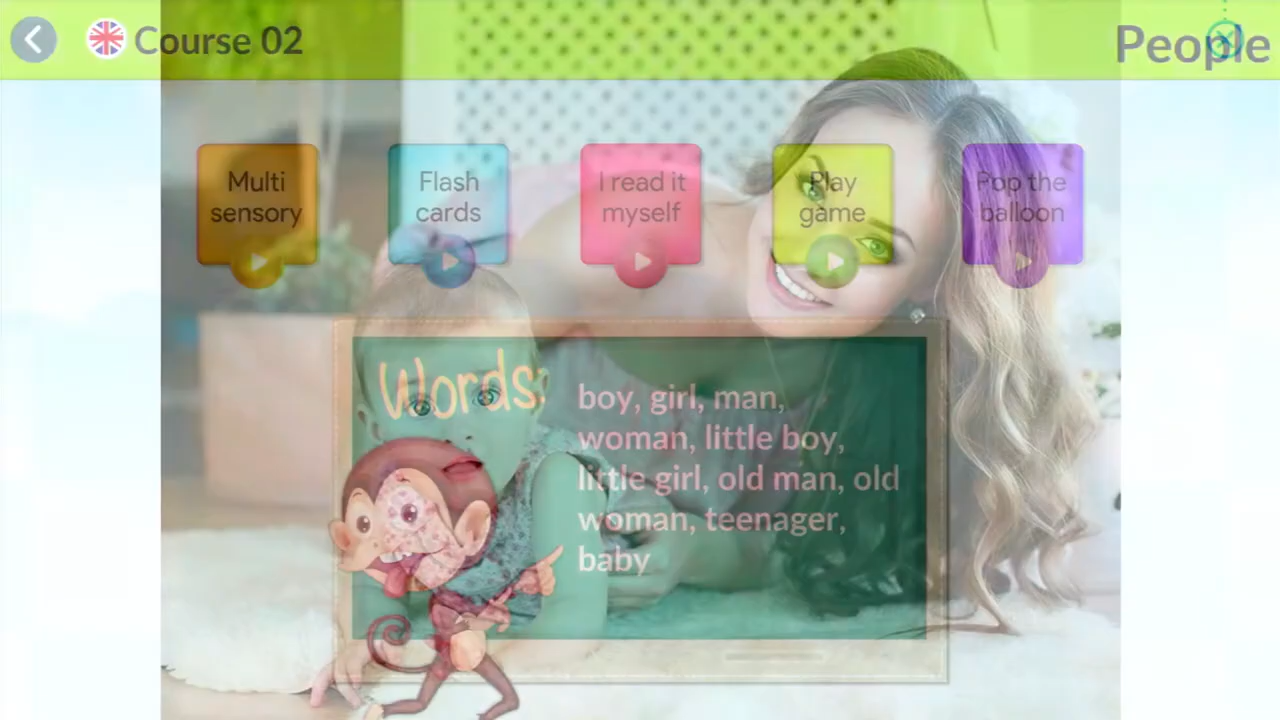 Course 02
People
Multi
sensory
Flash
cards
I read it
myself
Play
game
Pop the
balloon
Words:
boy, girl, man,
woman, little boy,
little girl, old man, old
woman, teenager,
baby